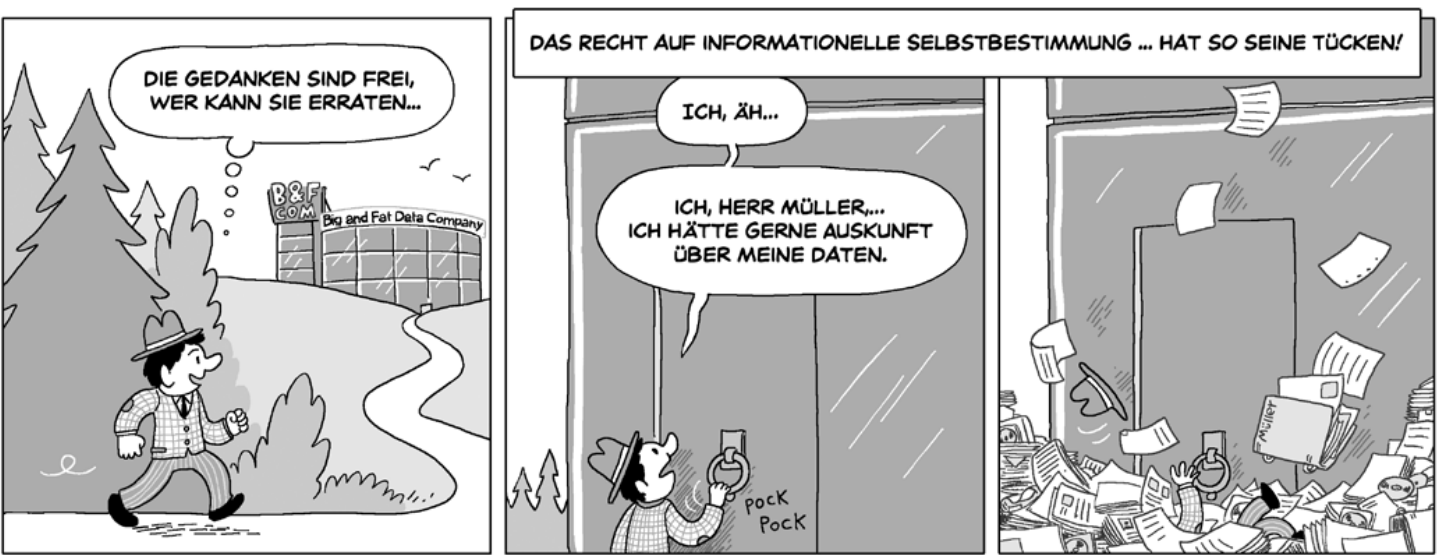 DIE GEDANKEN SIND FREI,
WER KANN SIE ERRATEN...
B&F
COM
Big and Fat Data Company
DAS RECHT AUF INFORMATIONELLE SELBSTBESTIMMUNG ... HAT SO SEINE TÜCKEN!
ICH, ÄH...
ICH, HERR MÜLLER,...
ICH HÄTTE GERNE AUSKUNFT
ÜBER MEINE DATEN.
POCK
POCK
Müller